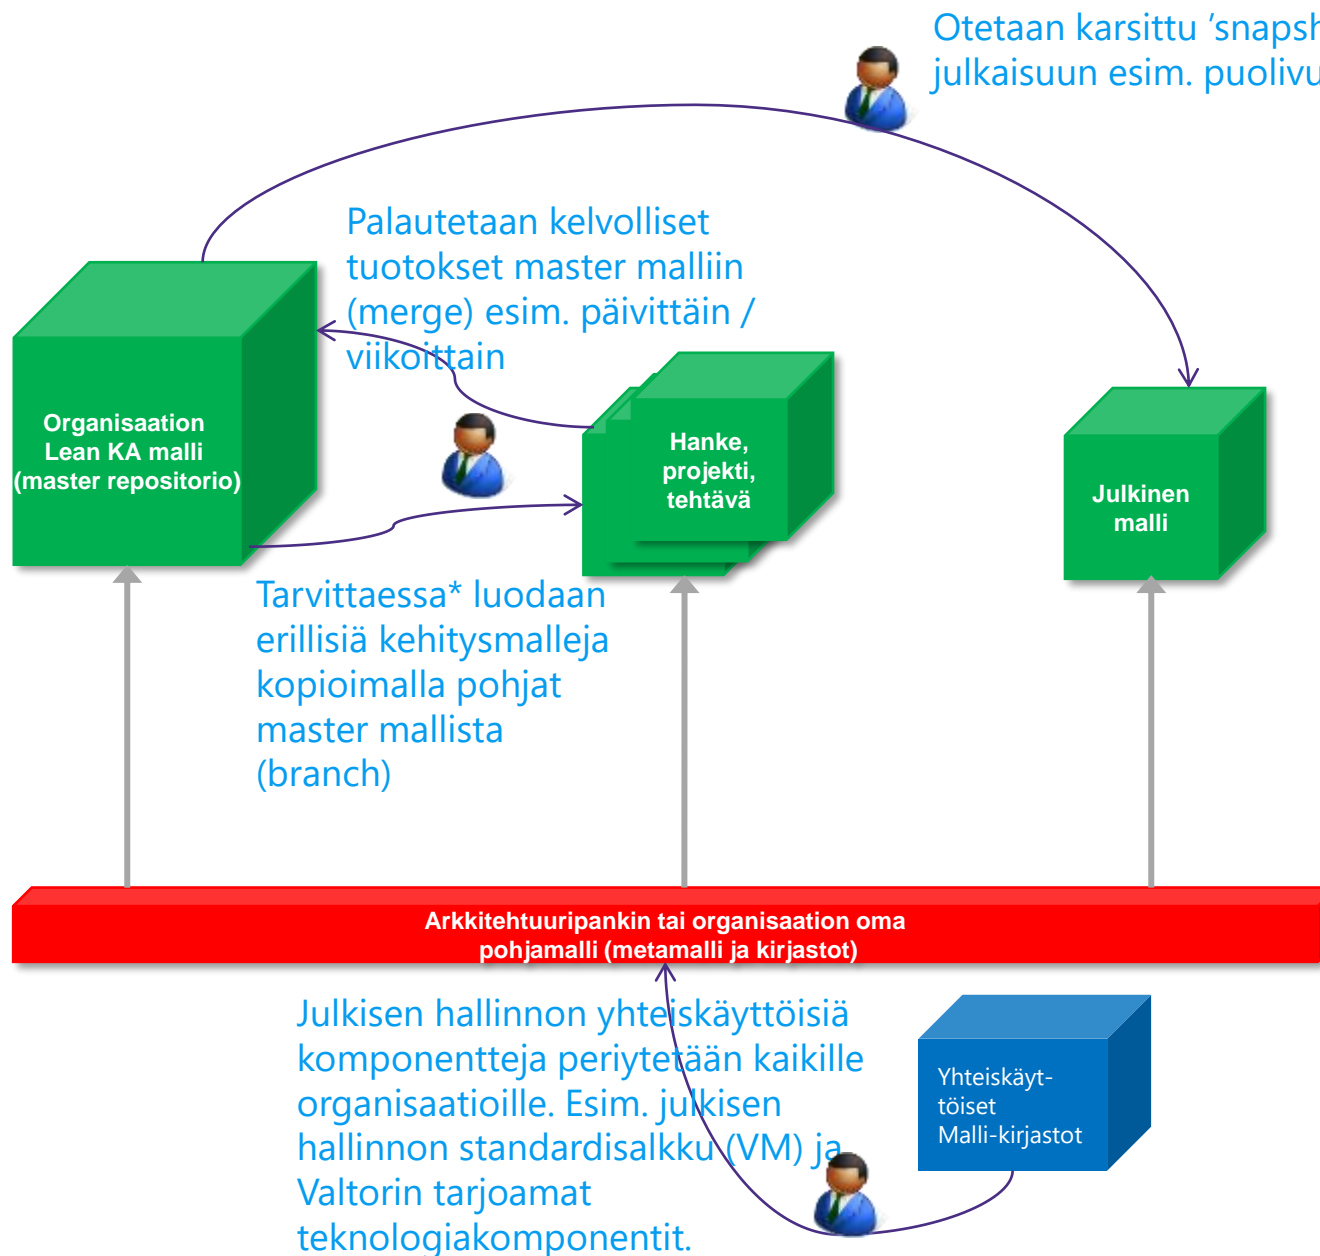 Otetaan karsittu ’snapsh
julkaisuun esim. puolivu
Palautetaan kelvolliset
tuotokset master malliin
(merge) esim. päivittäin /
viikoittain
Organisaation
Lean KA malli
(master repositorio)
Hanke,
projekti,
tehtävä
Julkinen
malli
Tarvittaessa* luodaan
erillisiä kehitysmalleja
kopioimalla pohjat
master mallista
(branch)
Arkkitehtuuripankin tai organisaation oma
pohjamalli (metamalli ja kirjastot)
Julkisen hallinnon yhteiskäyttöisiä
komponentteja periytetään kaikille
organisaatioille. Esim. julkisen
hallinnon standardisalkku (VM) ja
Valtorin tarjoamat
teknologiakomponentit.
Yhteiskäyt-
töiset
Malli-kirjastot